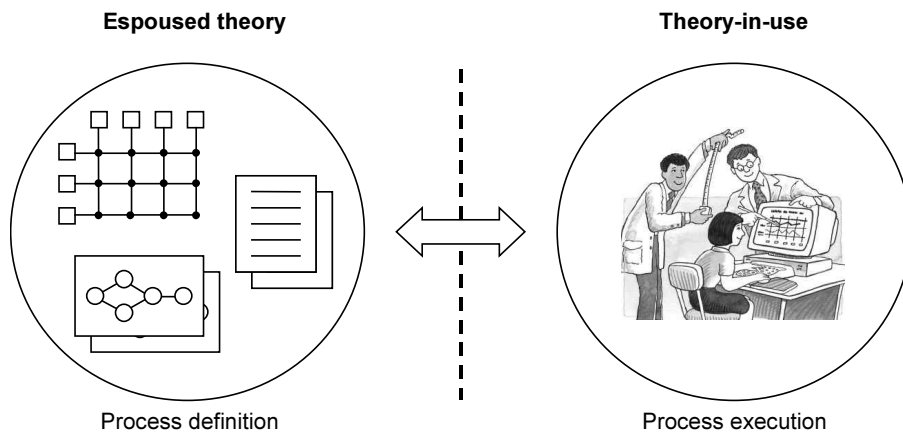 Espoused theory
Theory-in-use
Process definition
Process execution